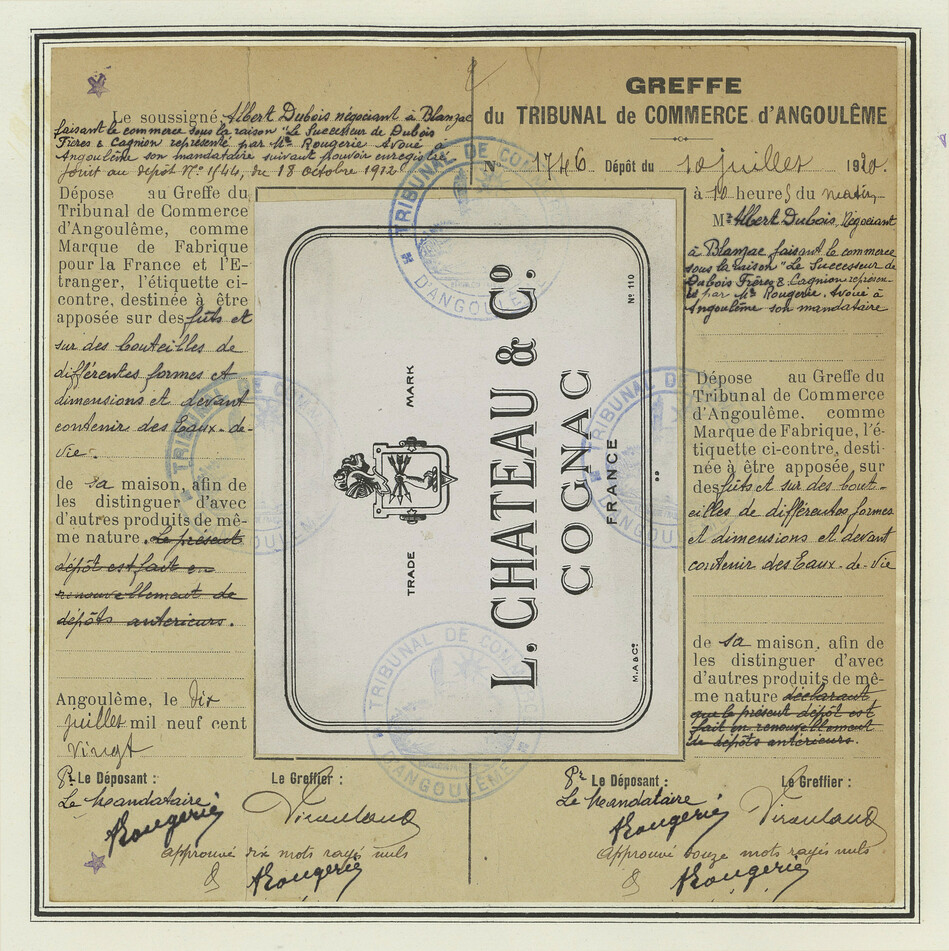 Le soussigné Albert Dubois négociant à Blanzac
faisant le commerce sous la raison "Le Successeur de Dubois
Frères & Cagnion représenté par Me Rougerie Avoué à
Angoulême son mandataire suivant pouvoir enregistré
joint au dépôt No 1544, du 18 Octobre 1912
Dépose au Greffe du
Tribunal de Commerce
d'Angoulême, comme
Marque de Fabrique
pour la France et l'E-
tranger, l'étiquette ci-
contre, destinée à être
apposée sur des fûts et
sur des bouteilles de
différentes formes et
dimensions et devant
contenir des Eaux-de-
Vie.
de sa maison, afin de
les distinguer d'avec
d'autres produits de mê-
me nature. Le présent
dépôt est fait en
renouvellement de
dépôts antérieurs.
Angoulême, le dix
juillet mil neuf cent
vingt
Pr Le Déposant :
Le Greffier :
Le Mandataire
Rougerie
approuvé dix mots rayés nuls
Rougerie
TRADE MARK
L. CHATEAU & Co.
COGNAC
FRANCE
No 110
M.A & Co
TRIBUNAL DE COMMERCE
D'ANGOULÊME
GREFFE
du TRIBUNAL de COMMERCE d'ANGOULÊME
No 1746 Dépôt du 10 juillet 1920
à 10 heures du matin
Mr Albert Dubois, Négociant
à Blanzac faisant le commerce
sous la raison "Le Successeur de
Dubois Frères & Cagnion représen-
té par Me Rougerie, Avoué à
Angoulême son mandataire
Dépose au Greffe du
Tribunal de Commerce
d'Angoulême, comme
Marque de Fabrique, l'é-
tiquette ci-contre, desti-
née à être apposée, sur
des fûts et sur des bout-
eilles de différentes formes
et dimensions et devant
contenir des Eaux-de-Vie
de sa maison, afin de
les distinguer d'avec
d'autres produits de mê-
me nature déclarant
que le présent dépôt est
fait en renouvellement
de dépôts antérieurs.
Pr Le Déposant :
Le Greffier :
Le Mandataire
Rougerie
Approuvé douze mots rayés nuls
Rougerie